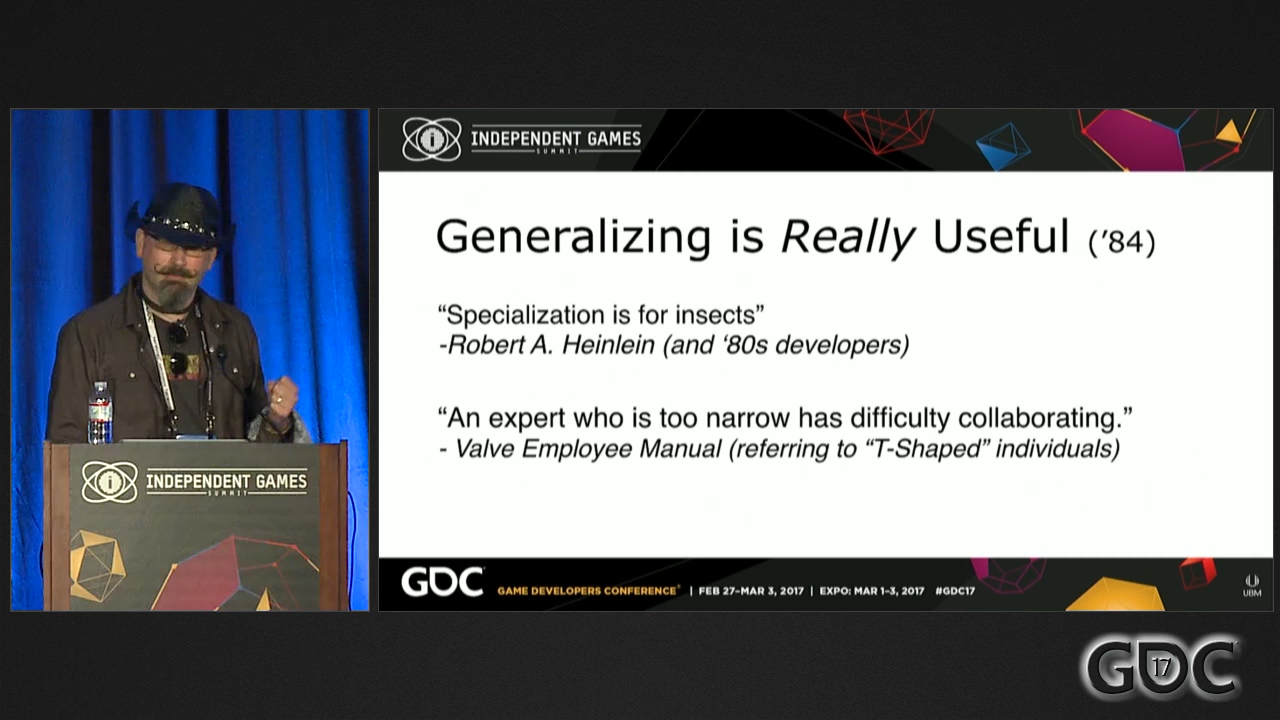 INDEPENDENT GAMES
SUMMIT
Generalizing is Really Useful (’84)
“Specialization is for insects”
-Robert A. Heinlein (and ‘80s developers)
“An expert who is too narrow has difficulty collaborating.”
- Valve Employee Manual (referring to “T-Shaped” individuals)
INDEPENDENT GAMES
SUMMIT
GDC GAME DEVELOPERS CONFERENCE® | FEB 27–MAR 3, 2017 | EXPO: MAR 1–3, 2017 #GDC17
UBM
GDC 17